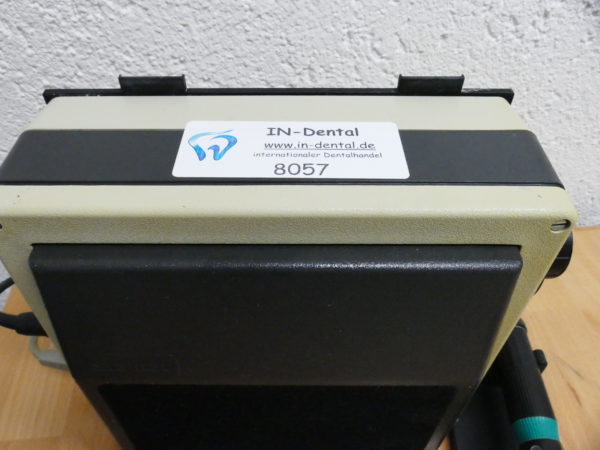 IN-Dental
www.in-dental.de
internationaler Dentalhandel
8057